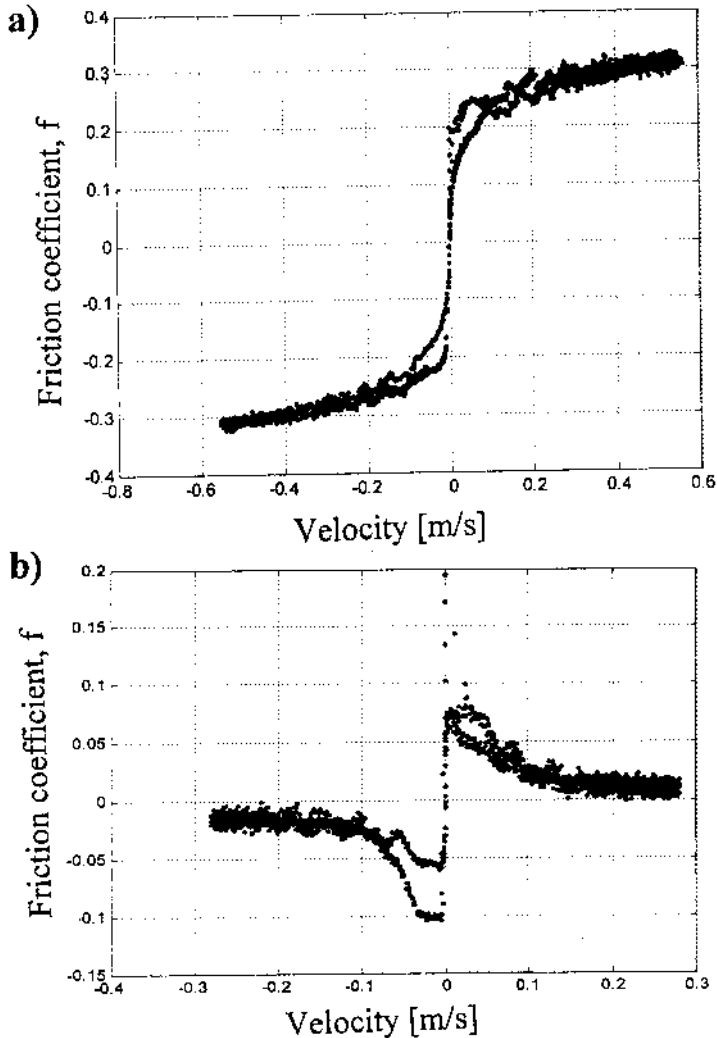 a)
0.4
0.3
0.2
0.1
0
-0.1
-0.2
-0.3
-0.4
Friction coefficient, f
-0.8 -0.6 -0.4 -0.2 0 0.2 0.4 0.6
Velocity [m/s]
b)
0.2
0.15
0.1
0.05
0
-0.05
-0.1
-0.15
Friction coefficient, f
-0.4 -0.3 -0.2 -0.1 0 0.1 0.2 0.3
Velocity [m/s]